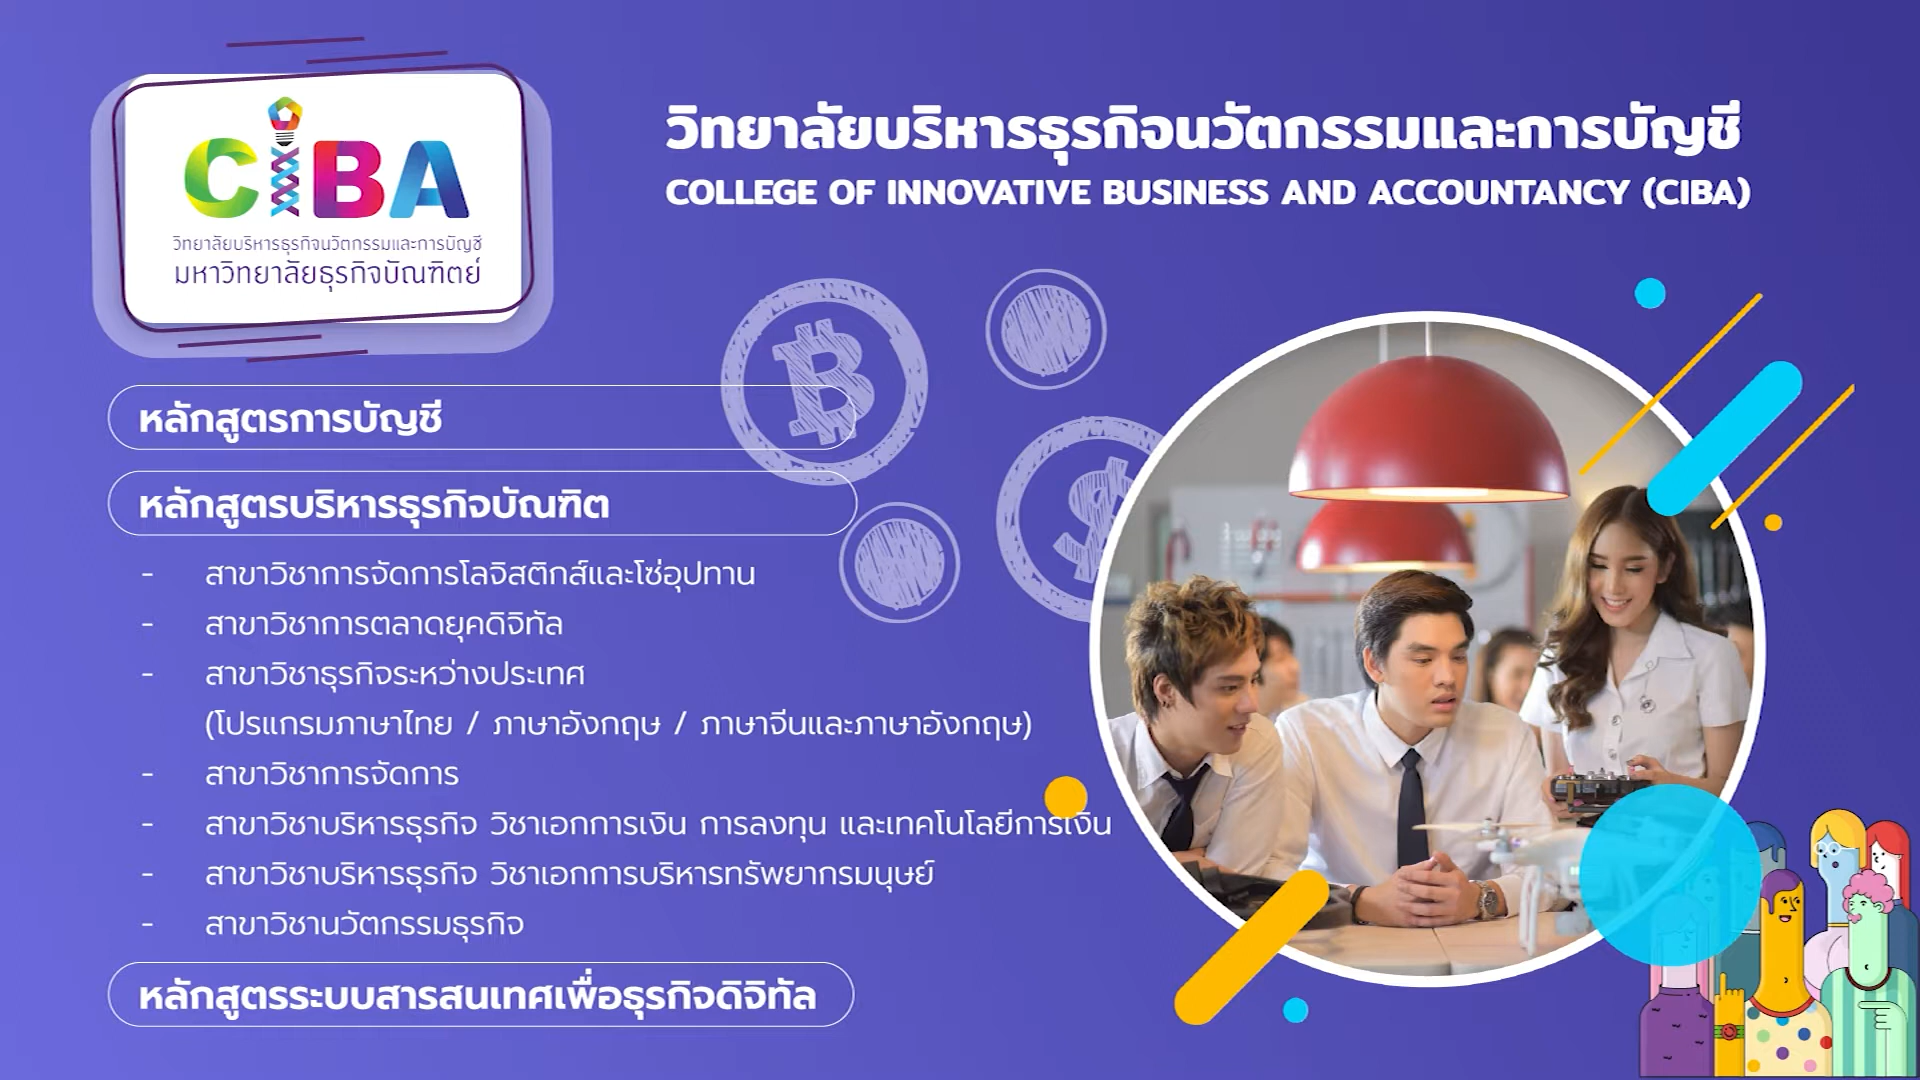 CiBA
วิทยาลัยบริหารธุรกิจนวัตกรรมและการบัญชี
มหาวิทยาลัยธุรกิจบัณฑิตย์
วิทยาลัยบริหารธุรกิจนวัตกรรมและการบัญชี
COLLEGE OF INNOVATIVE BUSINESS AND ACCOUNTANCY (CIBA)
หลักสูตรการบัญชี
หลักสูตรบริหารธุรกิจบัณฑิต
- สาขาวิชาการจัดการโลจิสติกส์และโซ่อุปทาน
- สาขาวิชาการตลาดยุคดิจิทัล
- สาขาวิชาธุรกิจระหว่างประเทศ
(โปรแกรมภาษาไทย / ภาษาอังกฤษ / ภาษาจีนและภาษาอังกฤษ)
- สาขาวิชาการจัดการ
- สาขาวิชาบริหารธุรกิจ วิชาเอกการเงิน การลงทุน และเทคโนโลยีการเงิน
- สาขาวิชาบริหารธุรกิจ วิชาเอกการบริหารทรัพยากรมนุษย์
- สาขาวิชานวัตกรรมธุรกิจ
หลักสูตรระบบสารสนเทศเพื่อธุรกิจดิจิทัล